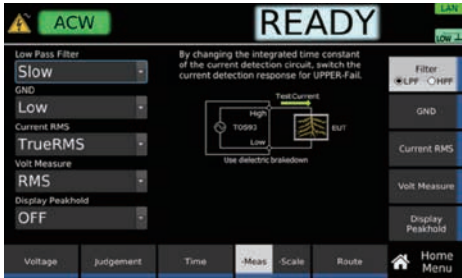 LAN
ACW
READY
LOW
Low Pass Filter
Slow
GND
Low
Current RMS
TrueRMS
Volt Measure
RMS
Display Peakhold
OFF
By changing the integrated time constant
of the current detection circuit, switch the
current detection response for UPPER-Fail.
Test Current
High
TOS93
EUT
Low
Use dielectric brakedown
Filter
LPF HPF
GND
Current RMS
Volt Measure
Display
Peakhold
Voltage
Judgement
Time
-Meas
-Scale
Route
Home
Menu